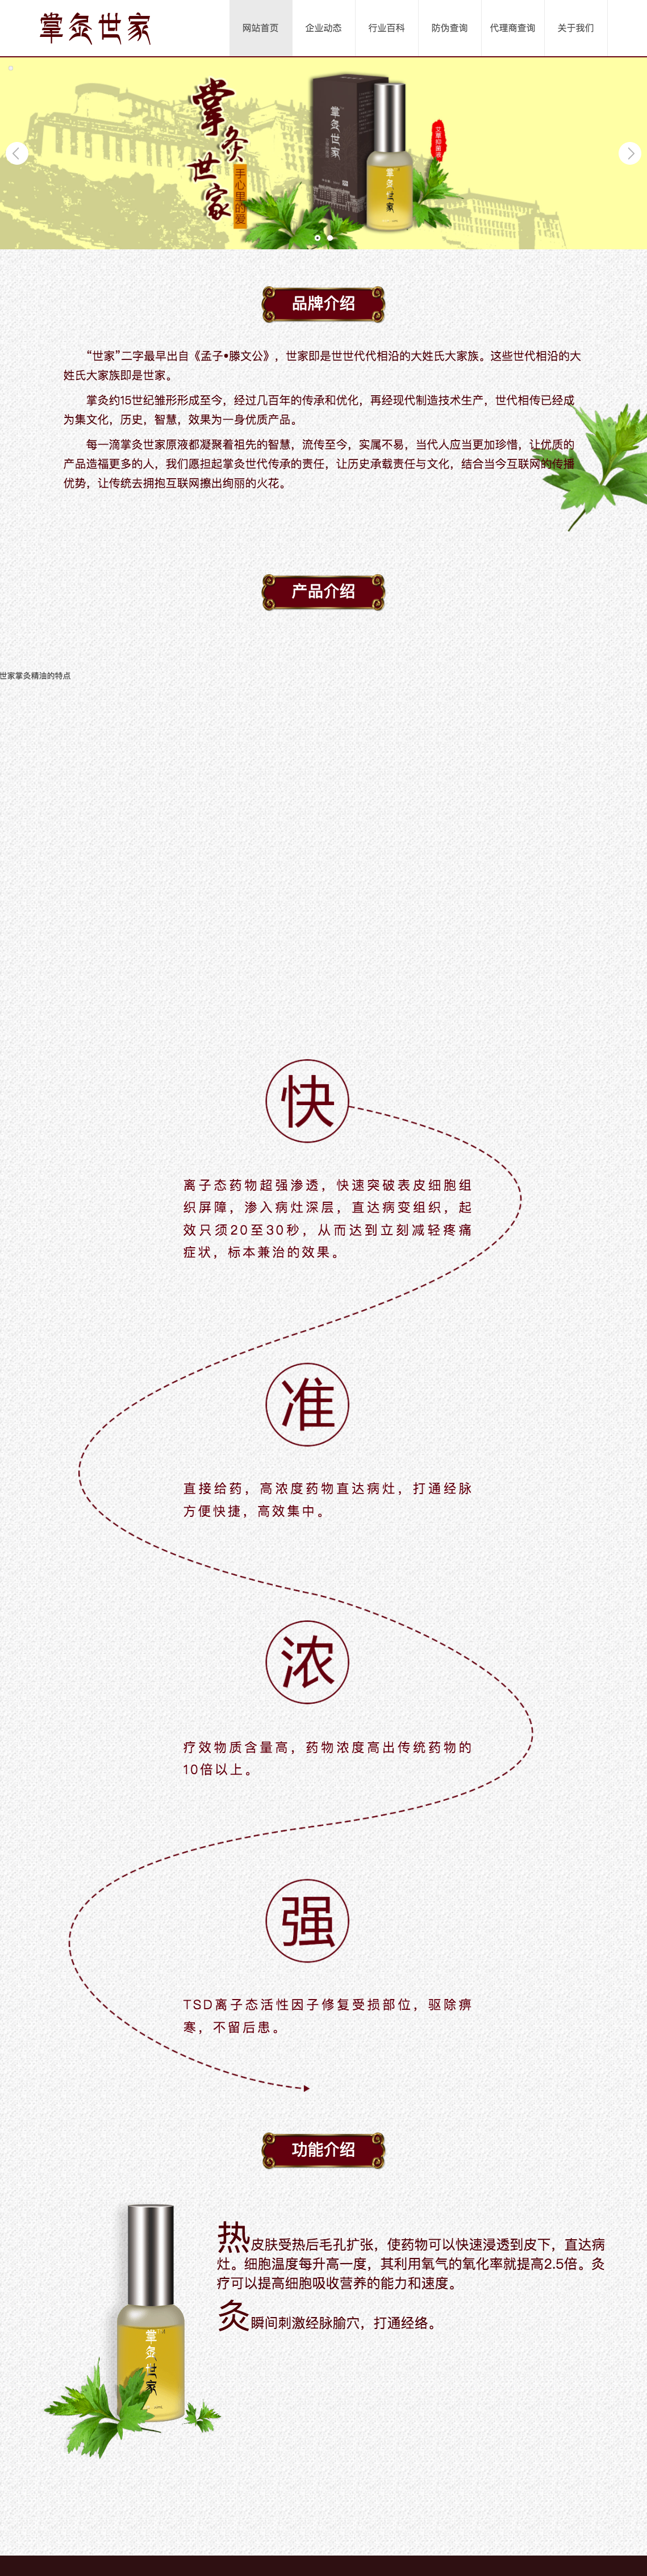 掌灸世家
网站首页
企业动态
行业百科
防伪查询
代理商查询
关于我们
掌灸
世家
手心里的爱
掌灸世家
掌灸世家
艾草抑菌液
品牌介绍
“世家”二字最早出自《孟子•滕文公》，世家即是世世代代相沿的大姓氏大家族。这些世代相沿的大
姓氏大家族即是世家。
掌灸约15世纪雏形形成至今，经过几百年的传承和优化，再经现代制造技术生产，世代相传已经成
为集文化，历史，智慧，效果为一身优质产品。
每一滴掌灸世家原液都凝聚着祖先的智慧，流传至今，实属不易，当代人应当更加珍惜，让优质的
产品造福更多的人，我们愿担起掌灸世代传承的责任，让历史承载责任与文化，结合当今互联网的传播
优势，让传统去拥抱互联网擦出绚丽的火花。
产品介绍
世家掌灸精油的特点
快
离子态药物超强渗透，快速突破表皮细胞组
织屏障，渗入病灶深层，直达病变组织，起
效只须20至30秒，从而达到立刻减轻疼痛
症状，标本兼治的效果。
准
直接给药，高浓度药物直达病灶，打通经脉
方便快捷，高效集中。
浓
疗效物质含量高，药物浓度高出传统药物的
10倍以上。
强
TSD离子态活性因子修复受损部位，驱除痹
寒，不留后患。
功能介绍
热皮肤受热后毛孔扩张，使药物可以快速浸透到皮下，直达病
灶。细胞温度每升高一度，其利用氧气的氧化率就提高2.5倍。灸
疗可以提高细胞吸收营养的能力和速度。
灸瞬间刺激经脉腧穴，打通经络。
掌灸世家